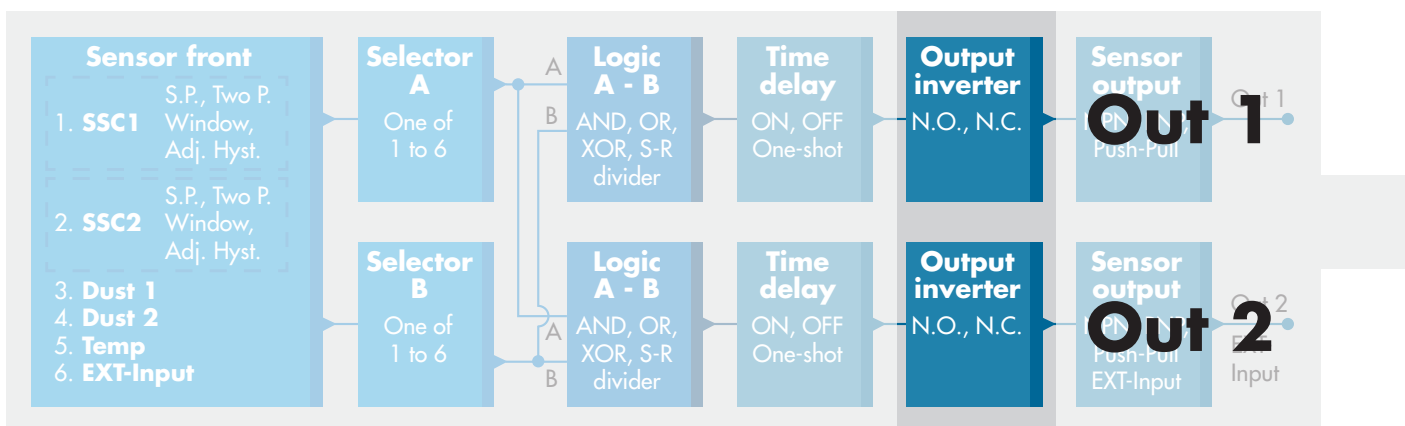 Sensor front
1. SSC1
S.P., Two P.
Window,
Adj. Hyst.
2. SSC2
S.P., Two P.
Window,
Adj. Hyst.
3. Dust 1
4. Dust 2
5. Temp
6. EXT-Input
Selector
A
One of
1 to 6
A
B
Logic
A - B
AND, OR,
XOR, S-R
divider
Time
delay
ON, OFF
One-shot
Output
inverter
N.O., N.C.
Sensor
output
Push-Pull
Out 1
Out 1
Selector
B
One of
1 to 6
A
B
Logic
A - B
AND, OR,
XOR, S-R
divider
Time
delay
ON, OFF
One-shot
Output
inverter
N.O., N.C.
Sensor
output
Push-Pull
EXT-Input
Out 2
Out 2
Input